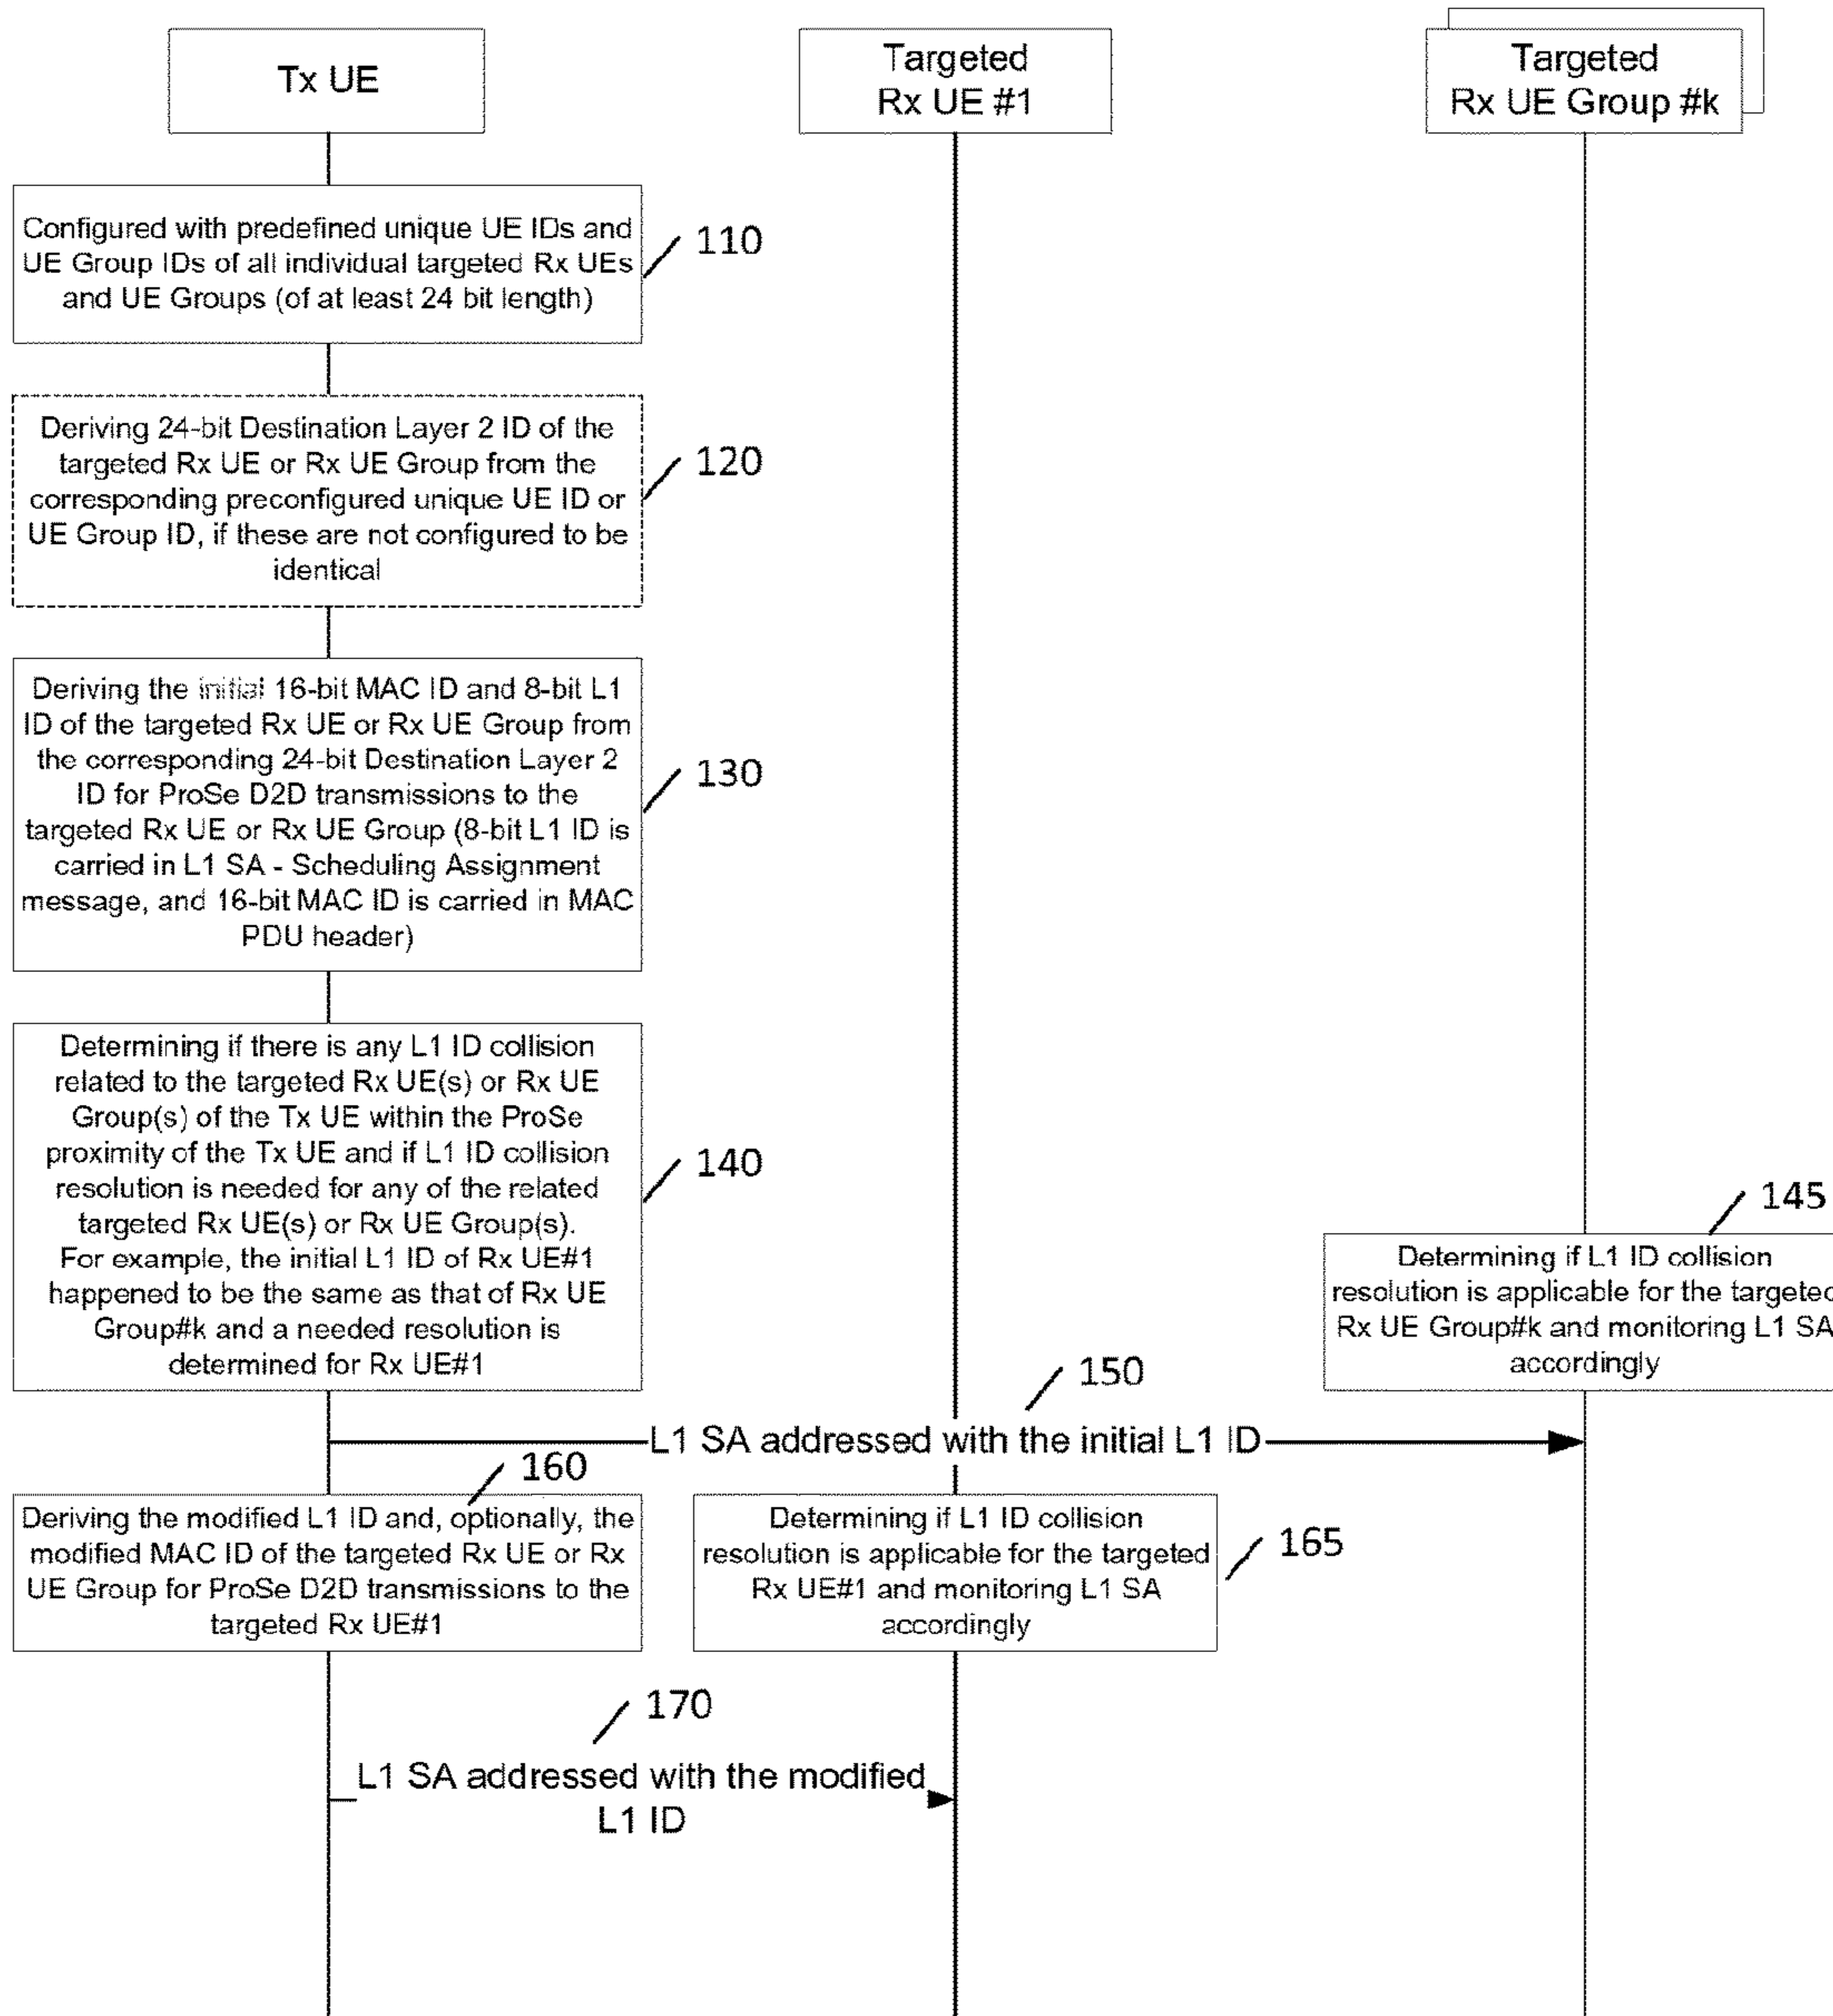 Tx UE
Targeted
Rx UE #1
Targeted
Rx UE Group #k
Configured with predefined unique UE IDs and
UE Group IDs of all individual targeted Rx UEs
and UE Groups (of at least 24 bit length)
110
Deriving 24-bit Destination Layer 2 ID of the
targeted Rx UE or Rx UE Group from the
corresponding preconfigured unique UE ID or
UE Group ID, if these are not configured to be
identical
120
Deriving the initial 16-bit MAC ID and 8-bit L1
ID of the targeted Rx UE or Rx UE Group from
the corresponding 24-bit Destination Layer 2
ID for ProSe D2D transmissions to the
targeted Rx UE or Rx UE Group (8-bit L1 ID is
carried in L1 SA - Scheduling Assignment
message, and 16-bit MAC ID is carried in MAC
PDU header)
130
Determining if there is any L1 ID collision
related to the targeted Rx UE(s) or Rx UE
Group(s) of the Tx UE within the ProSe
proximity of the Tx UE and if L1 ID collision
resolution is needed for any of the related
targeted Rx UE(s) or Rx UE Group(s).
For example, the initial L1 ID of Rx UE#1
happened to be the same as that of Rx UE
Group#k and a needed resolution is
determined for Rx UE#1
140
145
Determining if L1 ID collision
resolution is applicable for the targeted
Rx UE Group#k and monitoring L1 SA
accordingly
150
L1 SA addressed with the initial L1 ID
160
Deriving the modified L1 ID and, optionally, the
modified MAC ID of the targeted Rx UE or Rx
UE Group for ProSe D2D transmissions to the
targeted Rx UE#1
Determining if L1 ID collision
resolution is applicable for the targeted
Rx UE#1 and monitoring L1 SA
accordingly
165
170
L1 SA addressed with the modified
L1 ID